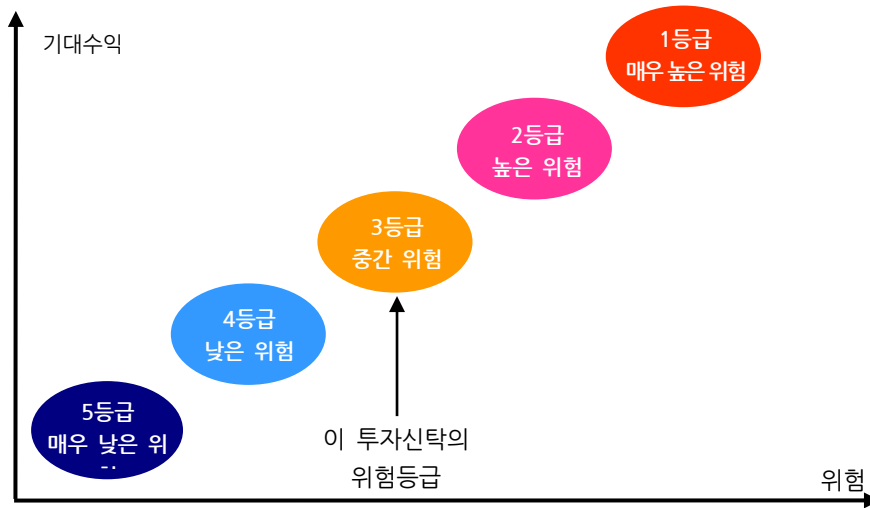 기대수익
1등급
매우 높은 위험
2등급
높은 위험
3등급
중간 위험
4등급
낮은 위험
5등급
매우 낮은 위
이 투자신탁의
위험등급
위험